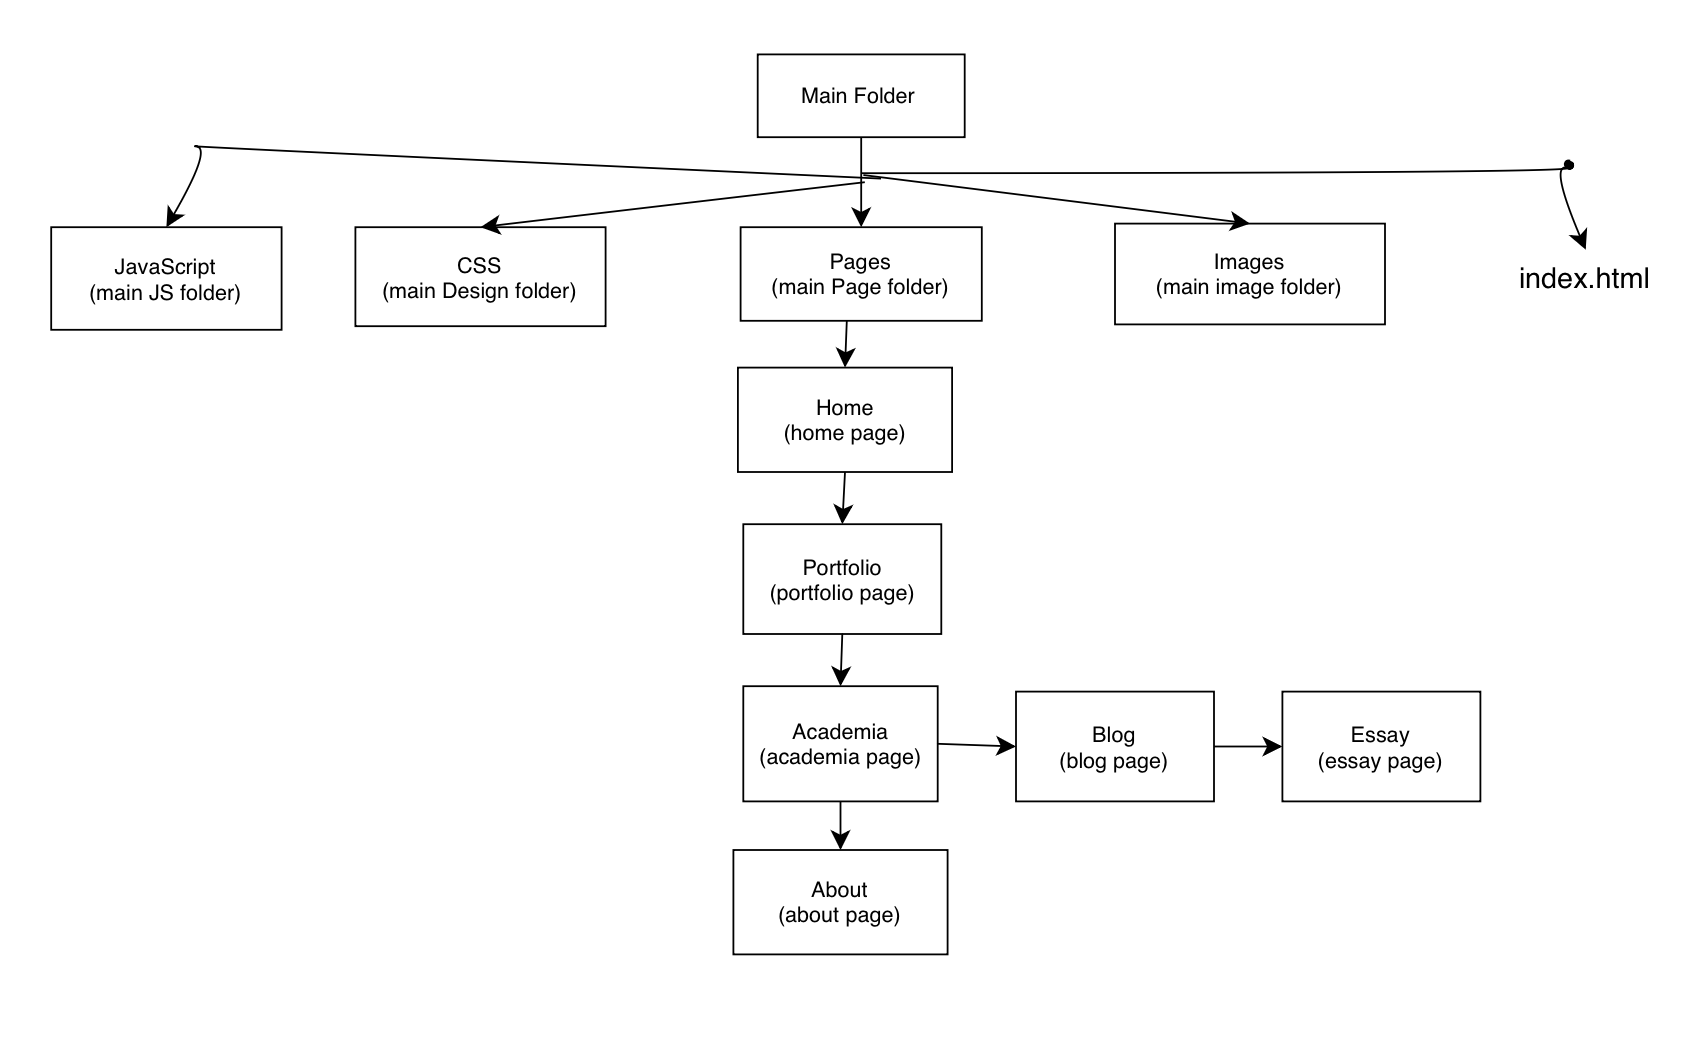 Main Folder
JavaScript
(main JS folder)
CSS
(main Design folder)
Pages
(main Page folder)
Images
(main image folder)
index.html
Home
(home page)
Portfolio
(portfolio page)
Academia
(academia page)
Blog
(blog page)
Essay
(essay page)
About
(about page)